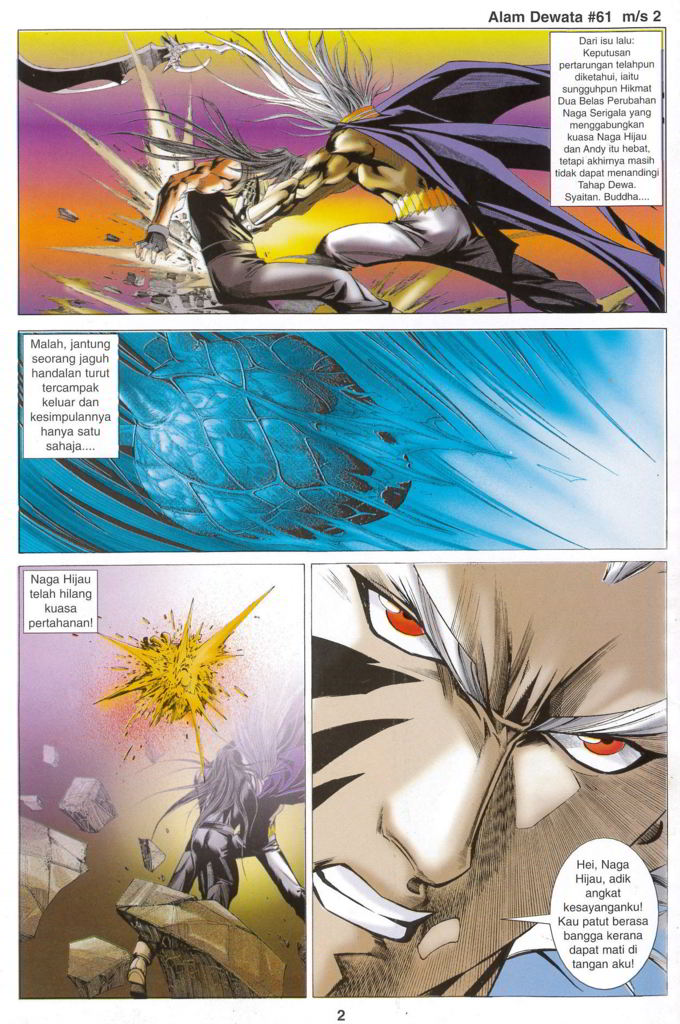 Alam Dewata #61 m/s 2
Dari isu lalu:
Keputusan
pertarungan telahpun
diketahui, iaitu
sungguhpun Hikmat
Dua Belas Perubahan
Naga Serigala yang
menggabungkan
kuasa Naga Hijau
dan Andy itu hebat,
tetapi akhirnya masih
tidak dapat menandingi
Tahap Dewa.
Syaitan. Buddha....
Malah, jantung
seorang jaguh
handalan turut
tercampak
keluar dan
kesimpulannya
hanya satu
sahaja....
Naga Hijau
telah hilang
kuasa
pertahanan!
Hei, Naga
Hijau, adik
angkat
kesayanganku!
Kau patut berasa
bangga kerana
dapat mati di
tangan aku!
2